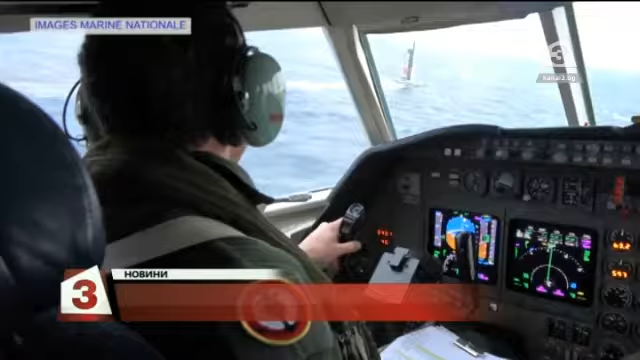 IMAGES MARINE NATIONALE
3
kanal3.bg
НОВИНИ
3